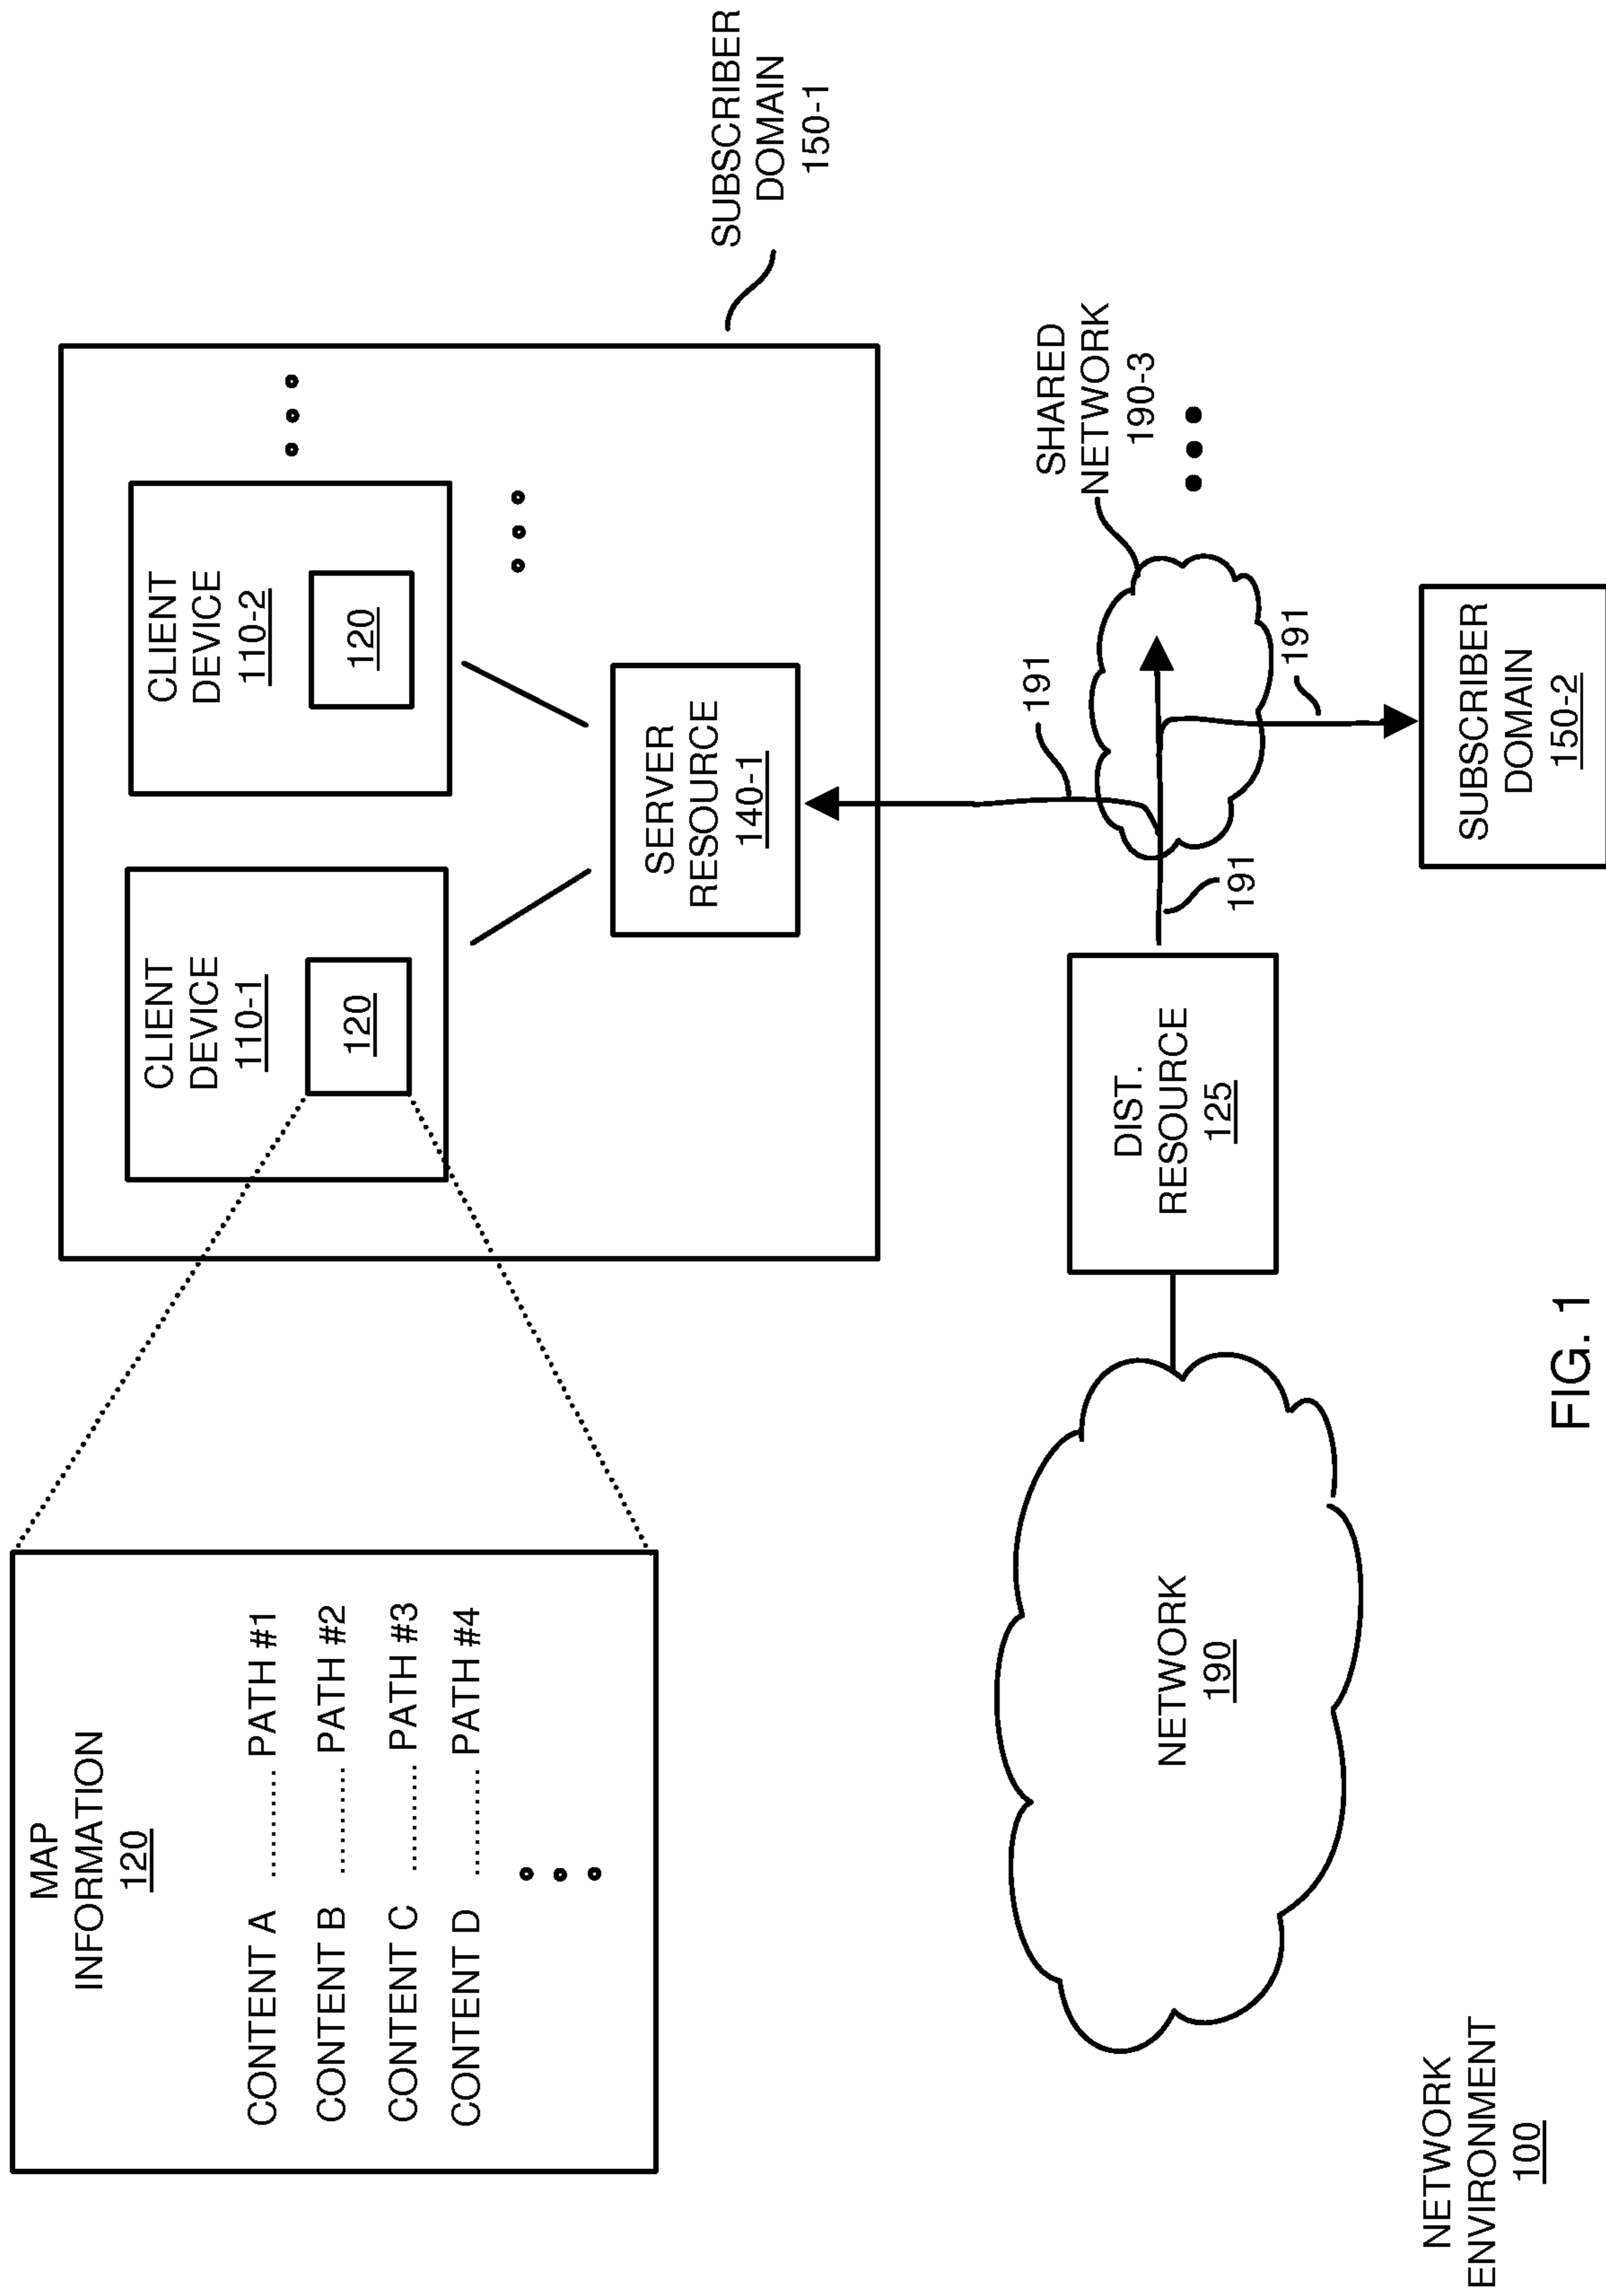 MAP
INFORMATION
120
CONTENT A ............ PATH #1
CONTENT B ............ PATH #2
CONTENT C ............ PATH #3
CONTENT D ............ PATH #4
CLIENT
DEVICE
110-1
120
CLIENT
DEVICE
110-2
120
SERVER
RESOURCE
140-1
SUBSCRIBER
DOMAIN
150-1
NETWORK
190
DIST.
RESOURCE
125
191
191
191
SHARED
NETWORK
190-3
SUBSCRIBER
DOMAIN
150-2
NETWORK
ENVIRONMENT
100
FIG. 1